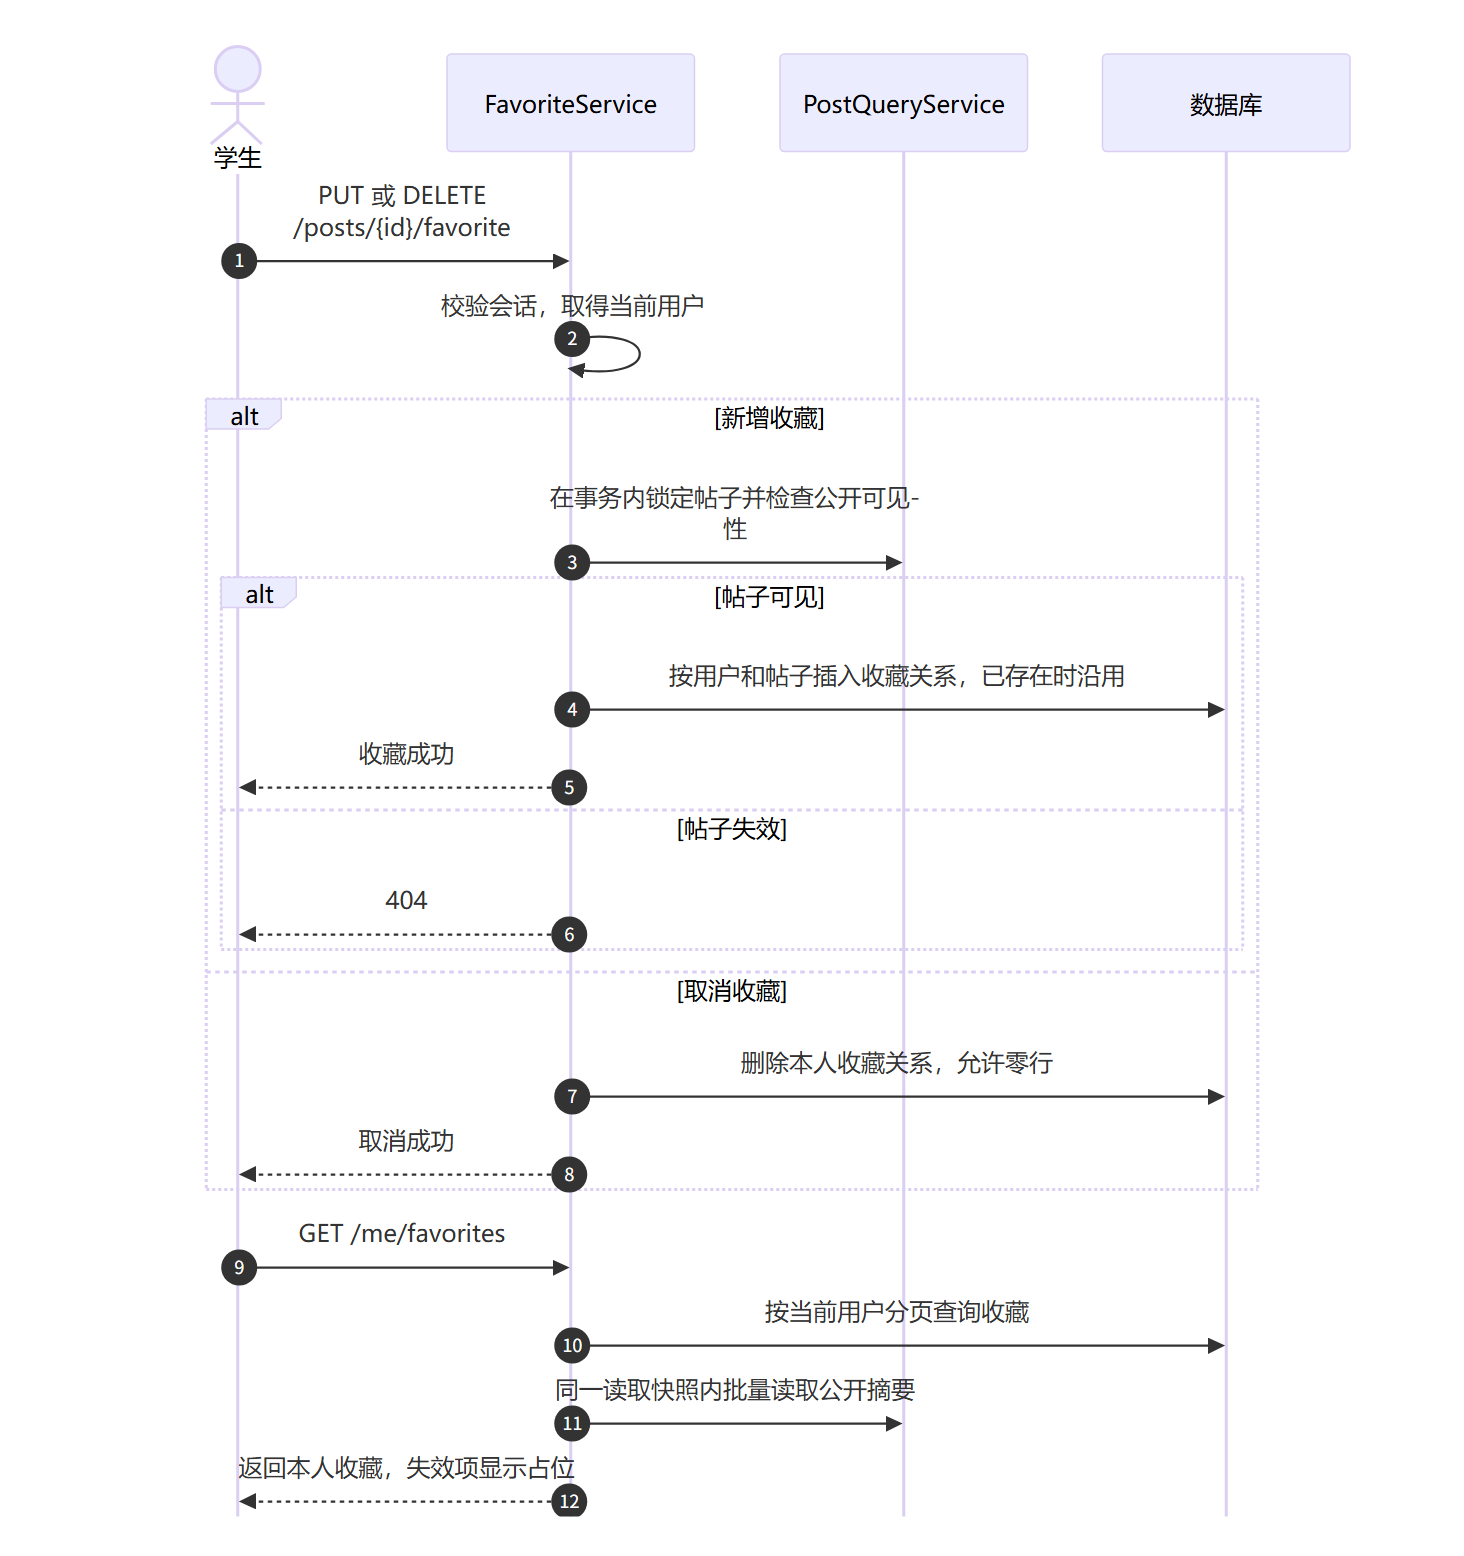 学生
FavoriteService
PostQueryService
数据库
PUT 或 DELETE
/posts/{id}/favorite
1
校验会话，取得当前用户
2
alt
[新增收藏]
在事务内锁定帖子并检查公开可见-
性
3
alt
[帖子可见]
按用户和帖子插入收藏关系，已存在时沿用
4
收藏成功
5
[帖子失效]
404
6
[取消收藏]
删除本人收藏关系，允许零行
7
取消成功
8
GET /me/favorites
9
按当前用户分页查询收藏
10
同一读取快照内批量读取公开摘要
11
返回本人收藏，失效项显示占位
12